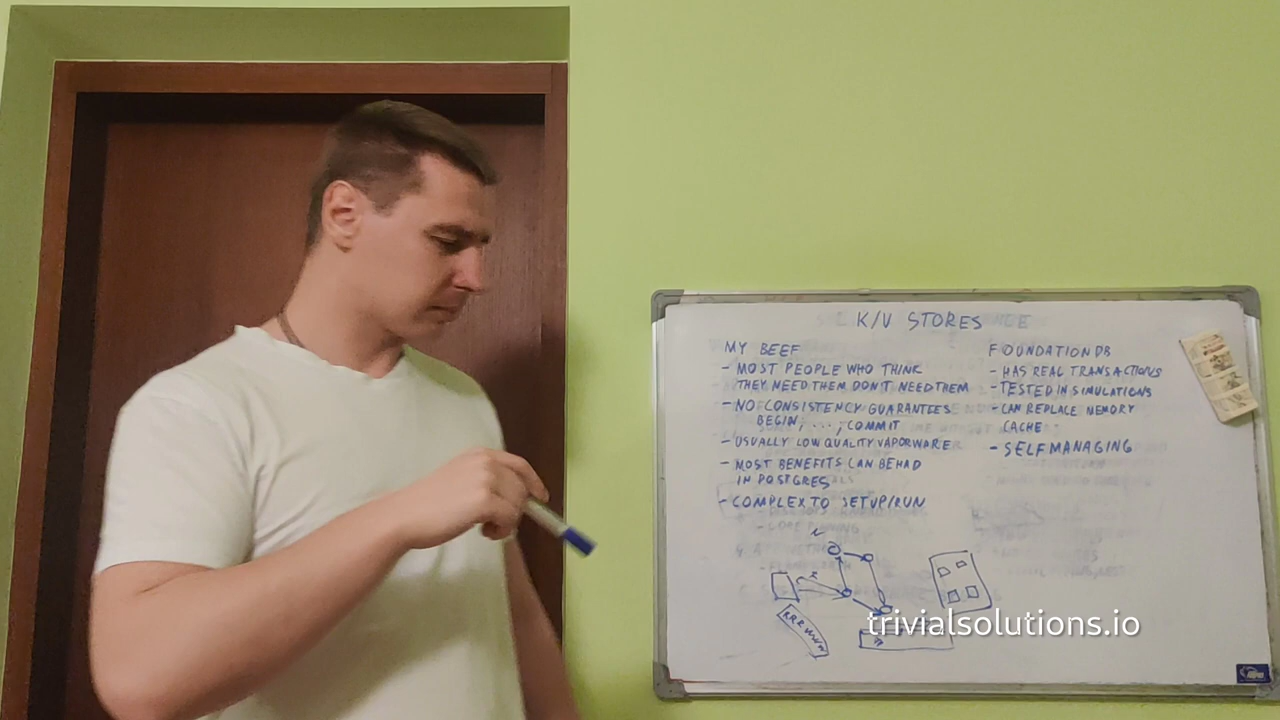 K/V STORES
MY BEEF
- MOST PEOPLE WHO THINK
THEY NEED THEM DON'T NEED THEM
- NO CONSISTENCY GUARANTEES
BEGIN; ... ; COMMIT
- USUALLY LOW QUALITY VAPORWARE
- MOST BENEFITS CAN BE HAD
IN POSTGRES
- COMPLEX TO SETUP/RUN
FOUNDATIONDB
- HAS REAL TRANSACTIONS
- TESTED IN SIMULATIONS
- CAN REPLACE MEMORY
CACHE
- SELF MANAGING
trivialsolutions.io